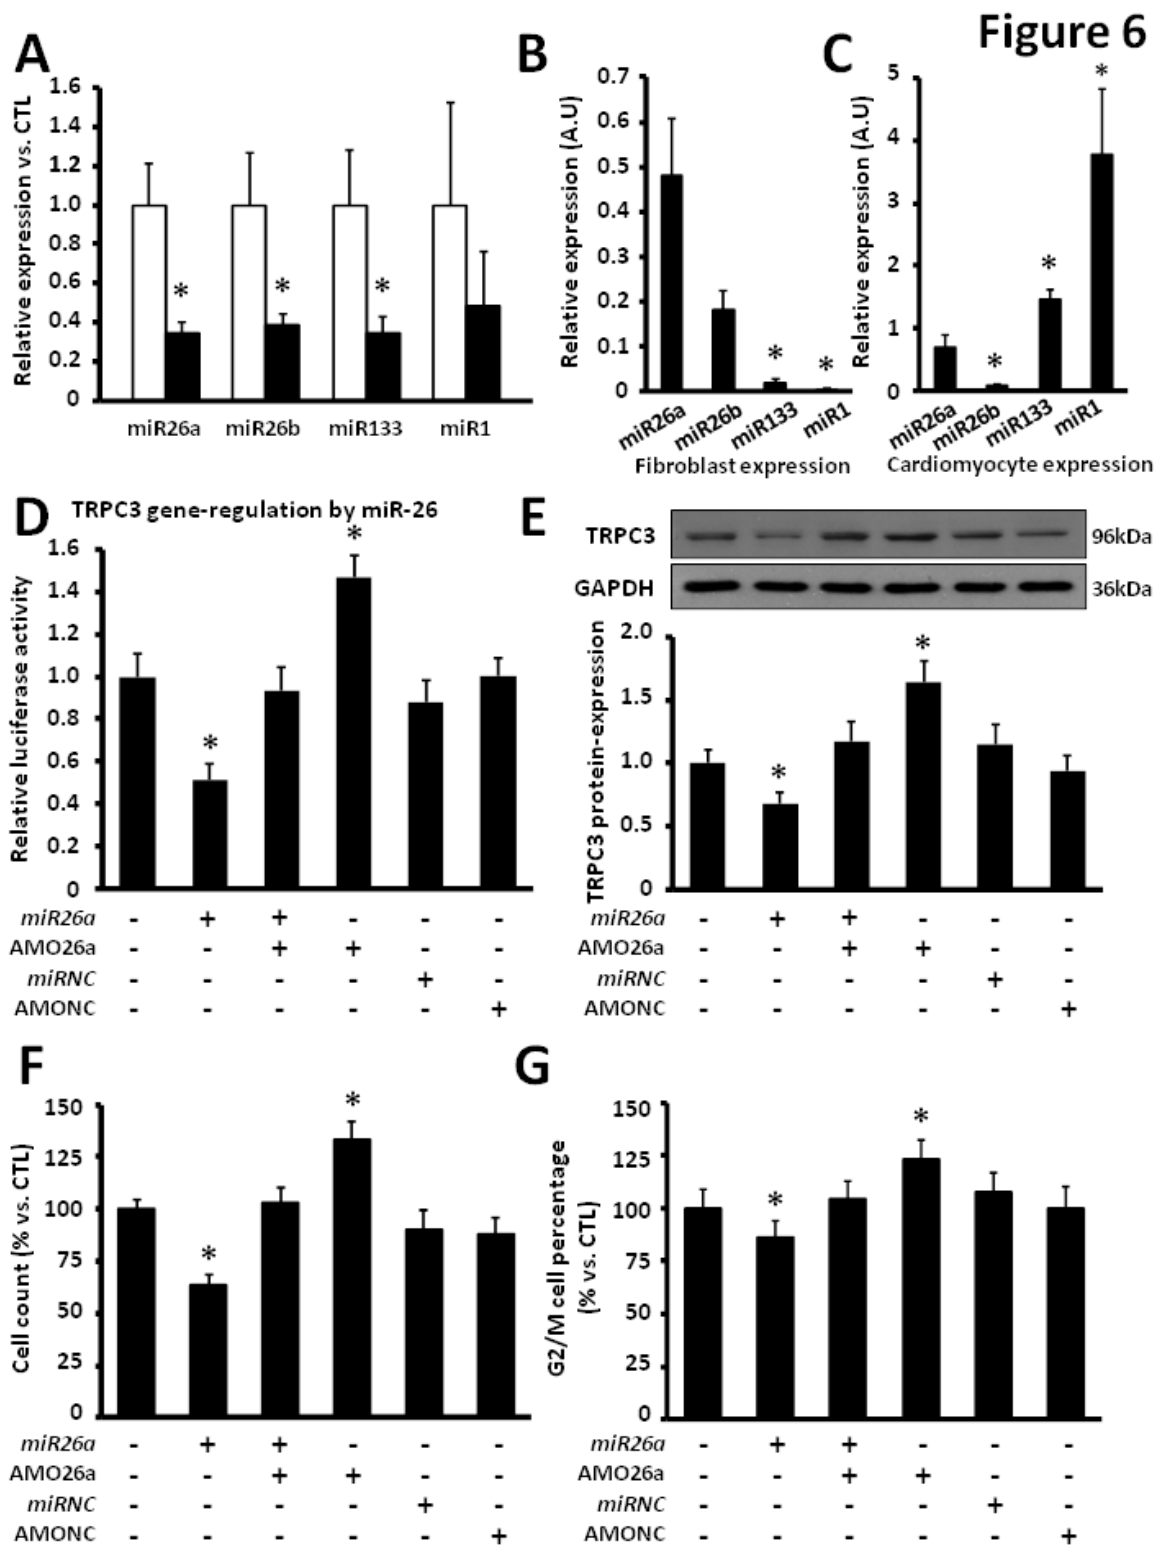 Figure 6
A
Relative expression vs. CTL
1.6
1.4
1.2
1.0
0.8
0.6
0.4
0.2
0
* * *
miR26a miR26b miR133 miR1
B
Relative expression (A.U)
0.7
0.6
0.5
0.4
0.3
0.2
0.1
0
* *
miR26a miR26b miR133 miR1
Fibroblast expression
C
Relative expression (A.U)
5
4
3
2
1
0
* * *
miR26a miR26b miR133 miR1
Cardiomyocyte expression
D
TRPC3 gene-regulation by miR-26
Relative luciferase activity
1.6
1.4
1.2
1.0
0.8
0.6
0.4
0.2
0
* *
miR26a - + + - - -
AMO26a - - + + - -
miRNC - - - - + -
AMONC - - - - - +
E
TRPC3 96kDa
GAPDH 36kDa
TRPC3 protein-expression
2.0
1.5
1.0
0.5
0
* *
miR26a - + + - - -
AMO26a - - + + - -
miRNC - - - - + -
AMONC - - - - - +
F
Cell count (% vs. CTL)
150
125
100
75
50
25
0
* *
miR26a - + + - - -
AMO26a - - + + - -
miRNC - - - - + -
AMONC - - - - - +
G
G2/M cell percentage
(% vs. CTL)
150
125
100
75
50
25
0
* *
miR26a - + + - - -
AMO26a - - + + - -
miRNC - - - - + -
AMONC - - - - - +